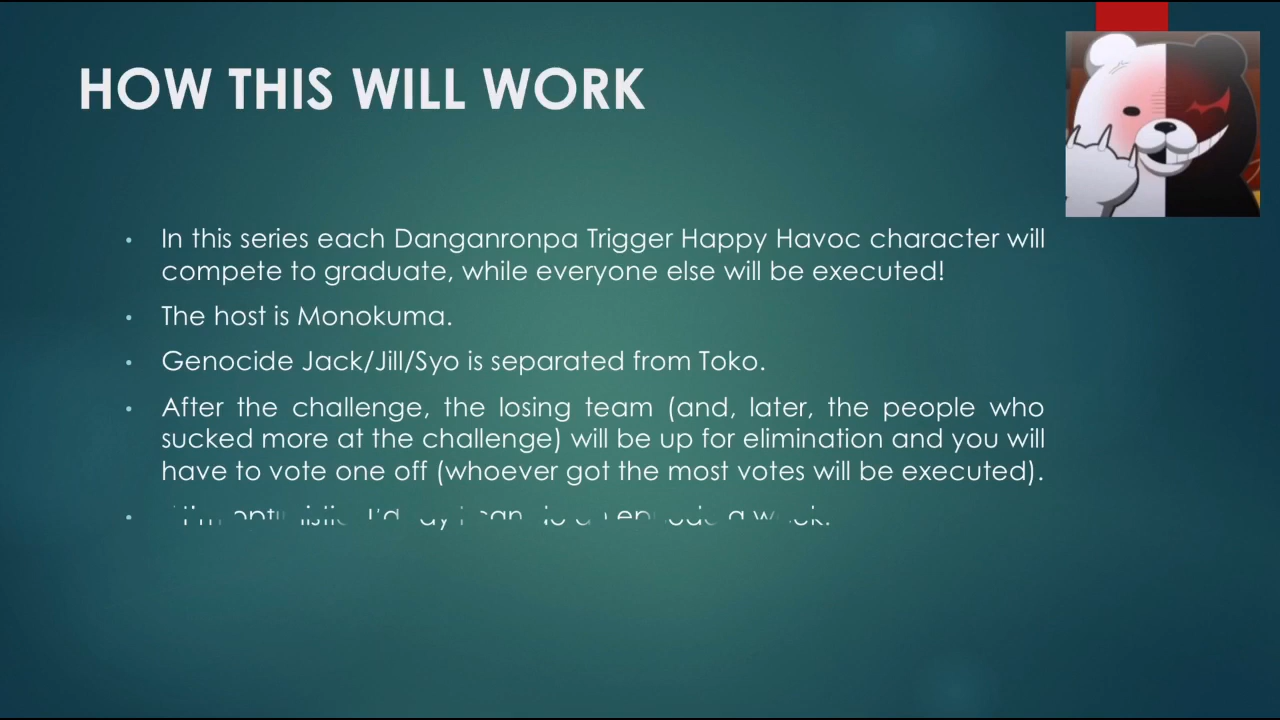 HOW THIS WILL WORK
• In this series each Danganronpa Trigger Happy Havoc character will
compete to graduate, while everyone else will be executed!
• The host is Monokuma.
• Genocide Jack/Jill/Syo is separated from Toko.
• After the challenge, the losing team (and, later, the people who
sucked more at the challenge) will be up for elimination and you will
have to vote one off (whoever got the most votes will be executed).
• I'd can a week.